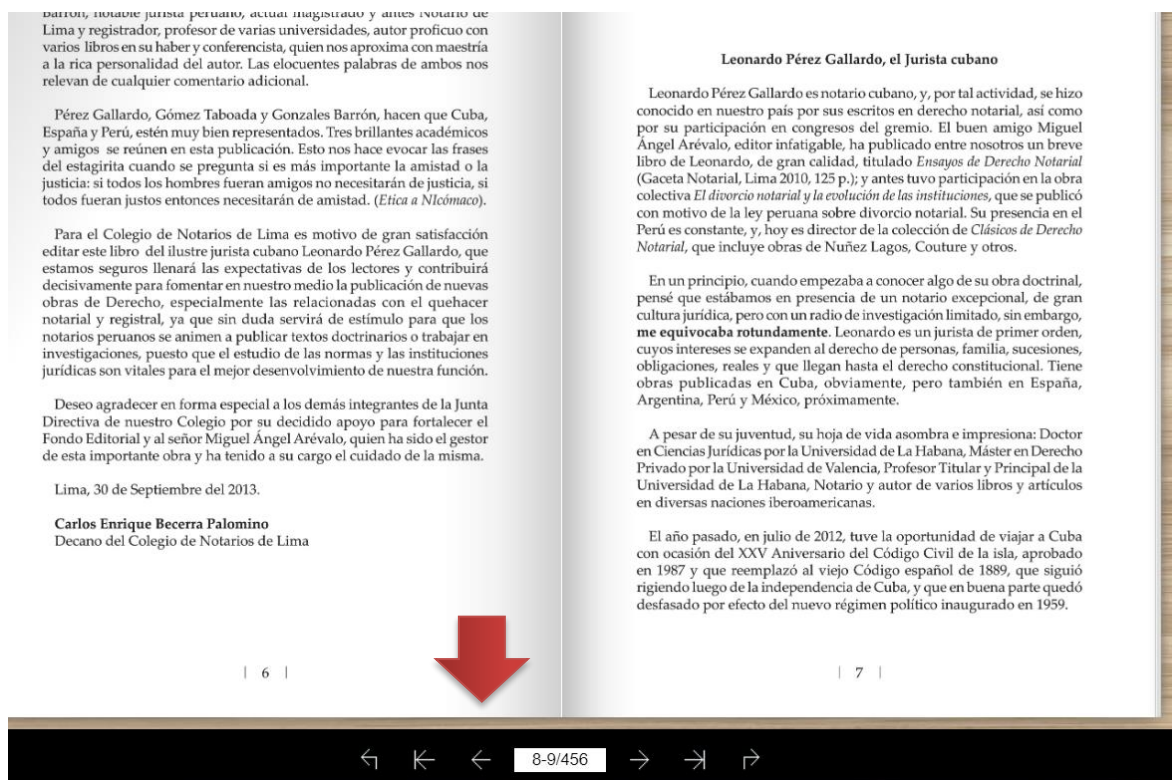 Barrón, notable jurista peruano, actual magistrado y antes Notario de
Lima y registrador, profesor de varias universidades, autor proficuo con
varios libros en su haber y conferencista, quien nos aproxima con maestría
a la rica personalidad del autor. Las elocuentes palabras de ambos nos
relevan de cualquier comentario adicional.
Pérez Gallardo, Gómez Taboada y Gonzales Barrón, hacen que Cuba,
España y Perú, estén muy bien representados. Tres brillantes académicos
y amigos se reúnen en esta publicación. Esto nos hace evocar las frases
del estagirita cuando se pregunta si es más importante la amistad o la
justicia: si todos los hombres fueran amigos no necesitarán de justicia, si
todos fueran justos entonces necesitarán de amistad. (Etica a NIcómaco).
Para el Colegio de Notarios de Lima es motivo de gran satisfacción
editar este libro del ilustre jurista cubano Leonardo Pérez Gallardo, que
estamos seguros llenará las expectativas de los lectores y contribuirá
decisivamente para fomentar en nuestro medio la publicación de nuevas
obras de Derecho, especialmente las relacionadas con el quehacer
notarial y registral, ya que sin duda servirá de estímulo para que los
notarios peruanos se animen a publicar textos doctrinarios o trabajar en
investigaciones, puesto que el estudio de las normas y las instituciones
jurídicas son vitales para el mejor desenvolvimiento de nuestra función.
Deseo agradecer en forma especial a los demás integrantes de la Junta
Directiva de nuestro Colegio por su decidido apoyo para fortalecer el
Fondo Editorial y al señor Miguel Ángel Arévalo, quien ha sido el gestor
de esta importante obra y ha tenido a su cargo el cuidado de la misma.
Lima, 30 de Septiembre del 2013.
Carlos Enrique Becerra Palomino
Decano del Colegio de Notarios de Lima
| 6 |
Leonardo Pérez Gallardo, el Jurista cubano
Leonardo Pérez Gallardo es notario cubano, y, por tal actividad, se hizo
conocido en nuestro país por sus escritos en derecho notarial, así como
por su participación en congresos del gremio. El buen amigo Miguel
Ángel Arévalo, editor infatigable, ha publicado entre nosotros un breve
libro de Leonardo, de gran calidad, titulado Ensayos de Derecho Notarial
(Gaceta Notarial, Lima 2010, 125 p.); y antes tuvo participación en la obra
colectiva El divorcio notarial y la evolución de las instituciones, que se publicó
con motivo de la ley peruana sobre divorcio notarial. Su presencia en el
Perú es constante, y, hoy es director de la colección de Clásicos de Derecho
Notarial, que incluye obras de Nuñez Lagos, Couture y otros.
En un principio, cuando empezaba a conocer algo de su obra doctrinal,
pensé que estábamos en presencia de un notario excepcional, de gran
cultura jurídica, pero con un radio de investigación limitado, sin embargo,
me equivocaba rotundamente. Leonardo es un jurista de primer orden,
cuyos intereses se expanden al derecho de personas, familia, sucesiones,
obligaciones, reales y que llegan hasta el derecho constitucional. Tiene
obras publicadas en Cuba, obviamente, pero también en España,
Argentina, Perú y México, próximamente.
A pesar de su juventud, su hoja de vida asombra e impresiona: Doctor
en Ciencias Jurídicas por la Universidad de La Habana, Máster en Derecho
Privado por la Universidad de Valencia, Profesor Titular y Principal de la
Universidad de La Habana, Notario y autor de varios libros y artículos
en diversas naciones iberoamericanas.
El año pasado, en julio de 2012, tuve la oportunidad de viajar a Cuba
con ocasión del XXV Aniversario del Código Civil de la isla, aprobado
en 1987 y que reemplazó al viejo Código español de 1889, que siguió
rigiendo luego de la independencia de Cuba, y que en buena parte quedó
desfasado por efecto del nuevo régimen político inaugurado en 1959.
| 7 |
8-9/456